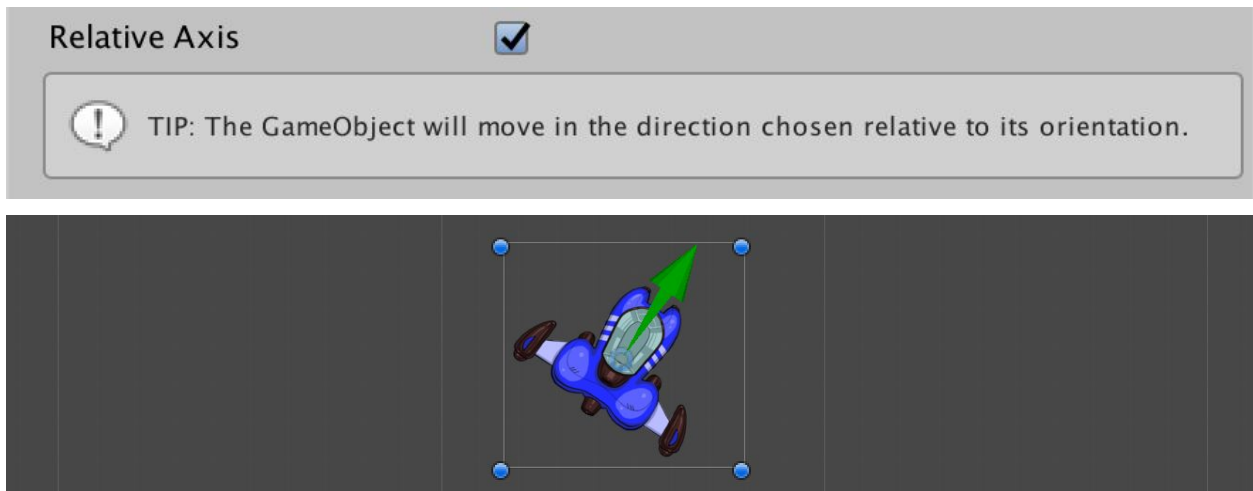 Relative Axis
TIP: The GameObject will move in the direction chosen relative to its orientation.